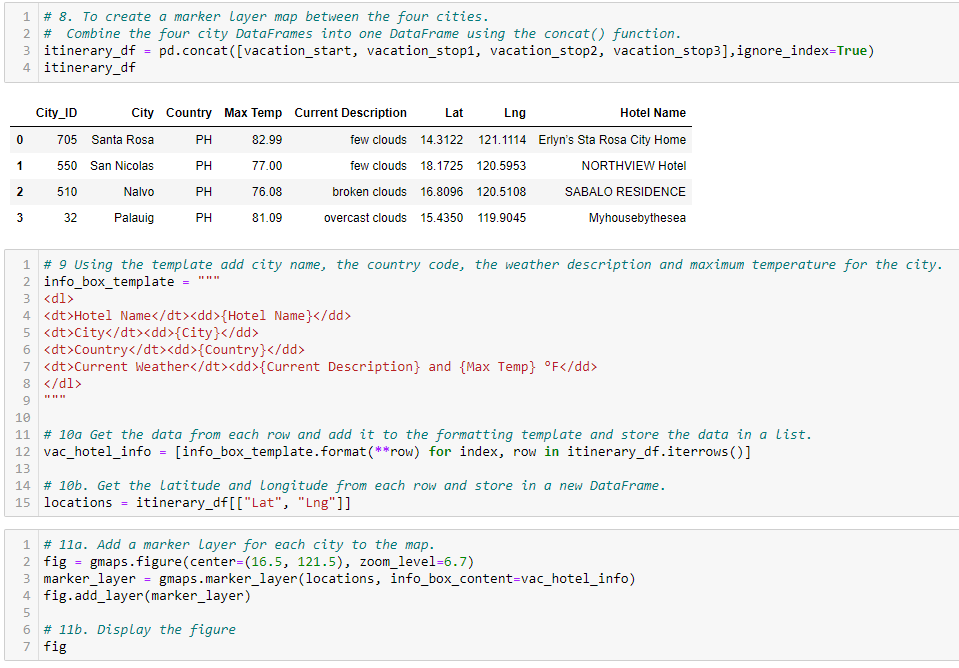 1 # 8. To create a marker layer map between the four cities.
2 #  Combine the four city DataFrames into one DataFrame using the concat() function.
3 itinerary_df = pd.concat([vacation_start, vacation_stop1, vacation_stop2, vacation_stop3],ignore_index=True)
4 itinerary_df
City_ID City Country Max Temp Current Description Lat Lng Hotel Name
0 705 Santa Rosa PH 82.99 few clouds 14.3122 121.1114 Erlyn's Sta Rosa City Home
1 550 San Nicolas PH 77.00 few clouds 18.1725 120.5953 NORTHVIEW Hotel
2 510 Nalvo PH 76.08 broken clouds 16.8096 120.5108 SABALO RESIDENCE
3 32 Palauig PH 81.09 overcast clouds 15.4350 119.9045 Myhousebythesea
1 # 9 Using the template add city name, the country code, the weather description and maximum temperature for the city.
2 info_box_template = """
3 <dl>
4 <dt>Hotel Name</dt><dd>{Hotel Name}</dd>
5 <dt>City</dt><dd>{City}</dd>
6 <dt>Country</dt><dd>{Country}</dd>
7 <dt>Current Weather</dt><dd>{Current Description} and {Max Temp} °F</dd>
8 </dl>
9 """
10
11 # 10a Get the data from each row and add it to the formatting template and store the data in a list.
12 vac_hotel_info = [info_box_template.format(**row) for index, row in itinerary_df.iterrows()]
13
14 # 10b. Get the latitude and longitude from each row and store in a new DataFrame.
15 locations = itinerary_df[["Lat", "Lng"]]
1 # 11a. Add a marker layer for each city to the map.
2 fig = gmaps.figure(center=(16.5, 121.5), zoom_level=6.7)
3 marker_layer = gmaps.marker_layer(locations, info_box_content=vac_hotel_info)
4 fig.add_layer(marker_layer)
5
6 # 11b. Display the figure
7 fig